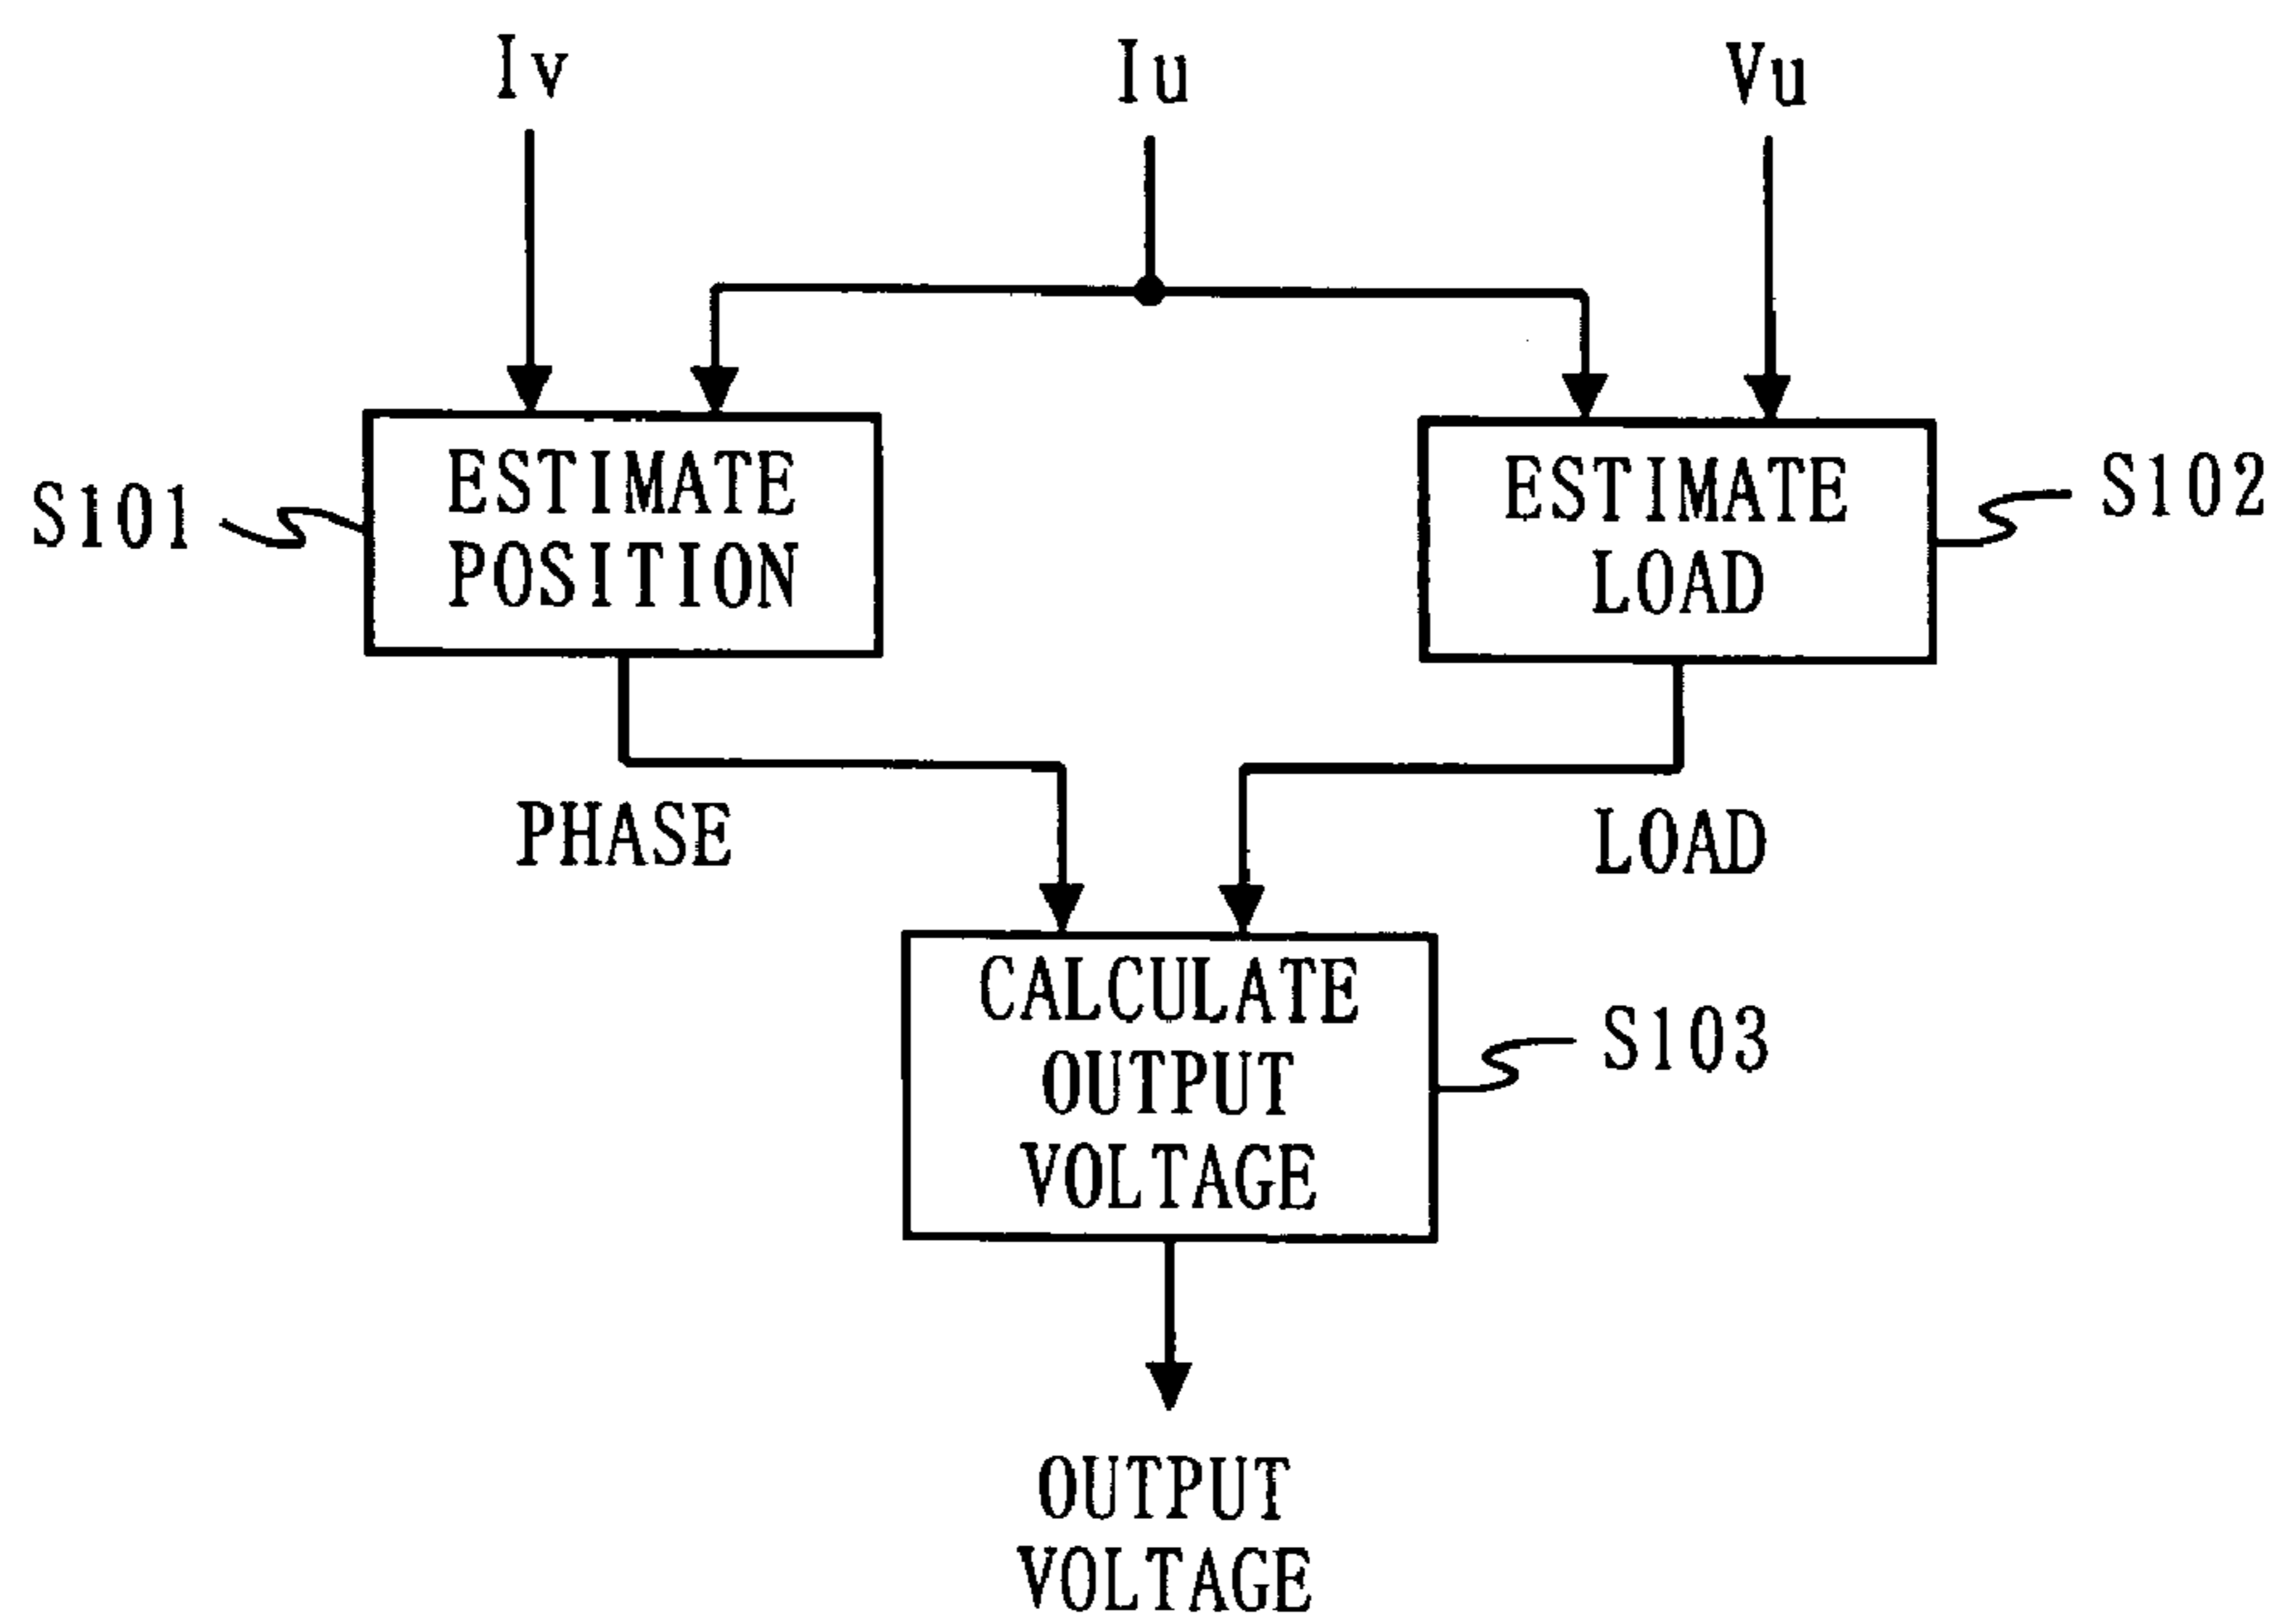 Iv
Iu
Vu
S101
ESTIMATE
POSITION
ESTIMATE
LOAD
S102
PHASE
LOAD
CALCULATE
OUTPUT
VOLTAGE
S103
OUTPUT
VOLTAGE